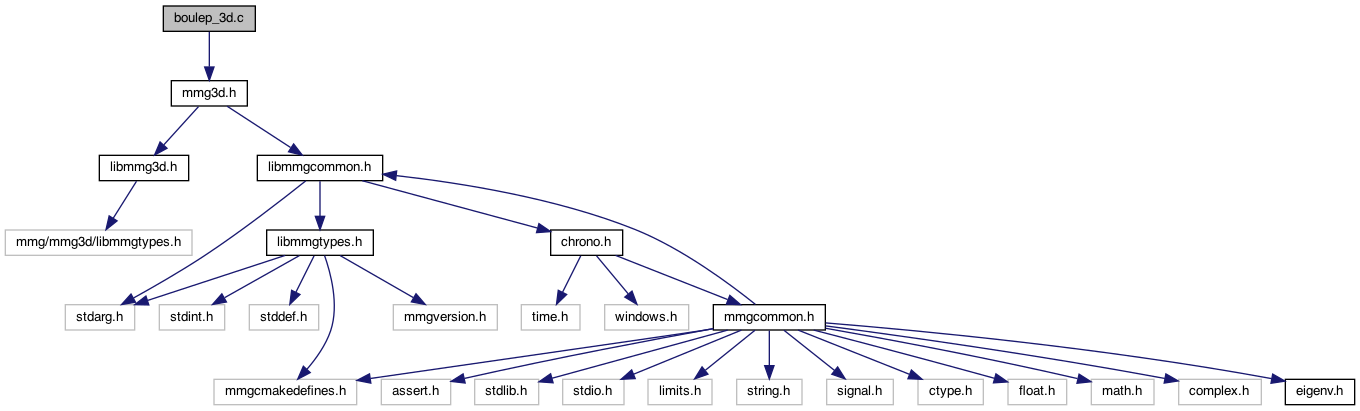 boulep_3d.c
mmg3d.h
libmmg3d.h
libmmgcommon.h
mmg/mmg3d/libmmgtypes.h
libmmgtypes.h
chrono.h
stdarg.h
stdint.h
stddef.h
mmgversion.h
time.h
windows.h
mmgcommon.h
mmgcmakedefines.h
assert.h
stdlib.h
stdio.h
limits.h
string.h
signal.h
ctype.h
float.h
math.h
complex.h
eigenv.h